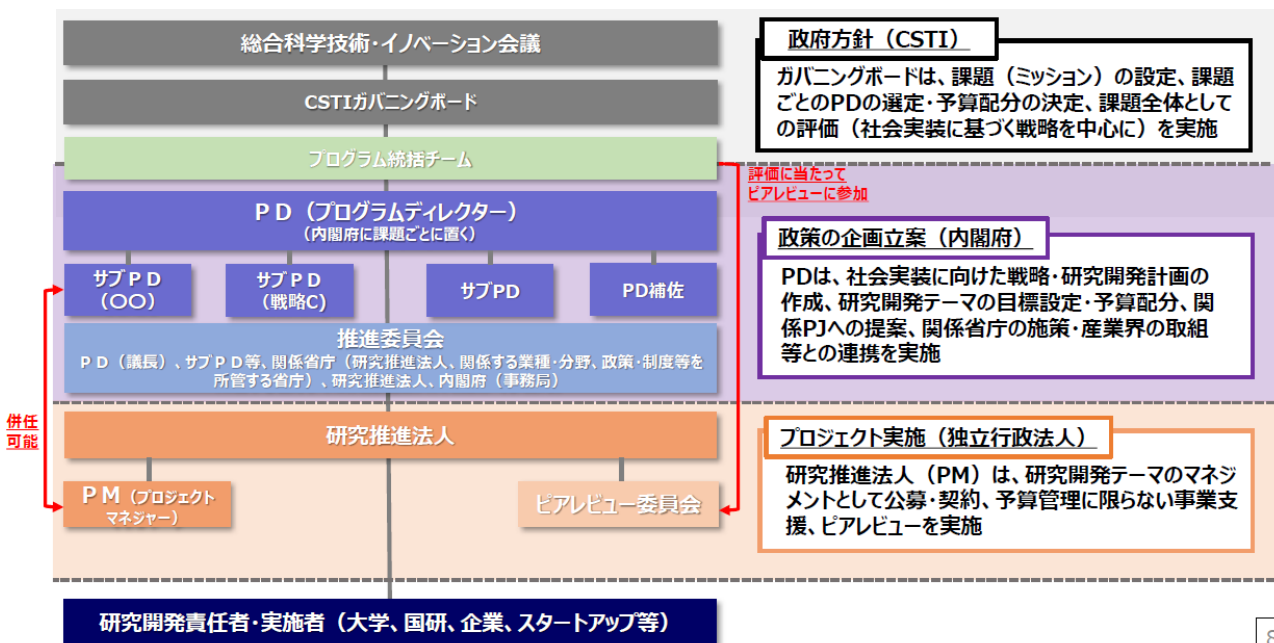 総合科学技術・イノベーション会議
CSTIガバニングボード
プログラム統括チーム
PD（プログラムディレクター）
（内閣府に課題ごとに置く）
サブPD
（〇〇）
サブPD
（戦略C)
サブPD
PD補佐
推進委員会
PD（議長）、サブPD等、関係省庁（研究推進法人、関係する業種・分野、政策・制度等を
所管する省庁）、研究推進法人、内閣府（事務局）
研究推進法人
PM（プロジェクト
マネジャー）
ピアレビュー委員会
研究開発責任者・実施者（大学、国研、企業、スタートアップ等）
併任
可能
評価に当たって
ピアレビューに参加
政府方針（CSTI）
ガバニングボードは、課題（ミッション）の設定、課題
ごとのPDの選定・予算配分の決定、課題全体として
の評価（社会実装に基づく戦略を中心に）を実施
政策の企画立案（内閣府）
PDは、社会実装に向けた戦略・研究開発計画の
作成、研究開発テーマの目標設定・予算配分、関
係PJへの提案、関係省庁の施策・産業界の取組
等との連携を実施
プロジェクト実施（独立行政法人）
研究推進法人（PM）は、研究開発テーマのマネジ
メントとして公募・契約、予算管理に限らない事業支
援、ピアレビューを実施